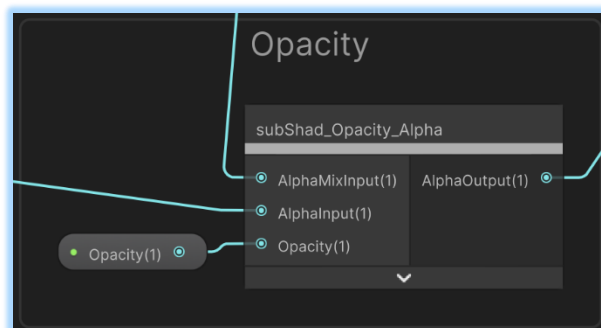 Opacity
subShad_Opacity_Alpha
AlphaMixInput(1) AlphaOutput(1)
AlphaInput(1)
Opacity(1)
Opacity(1)